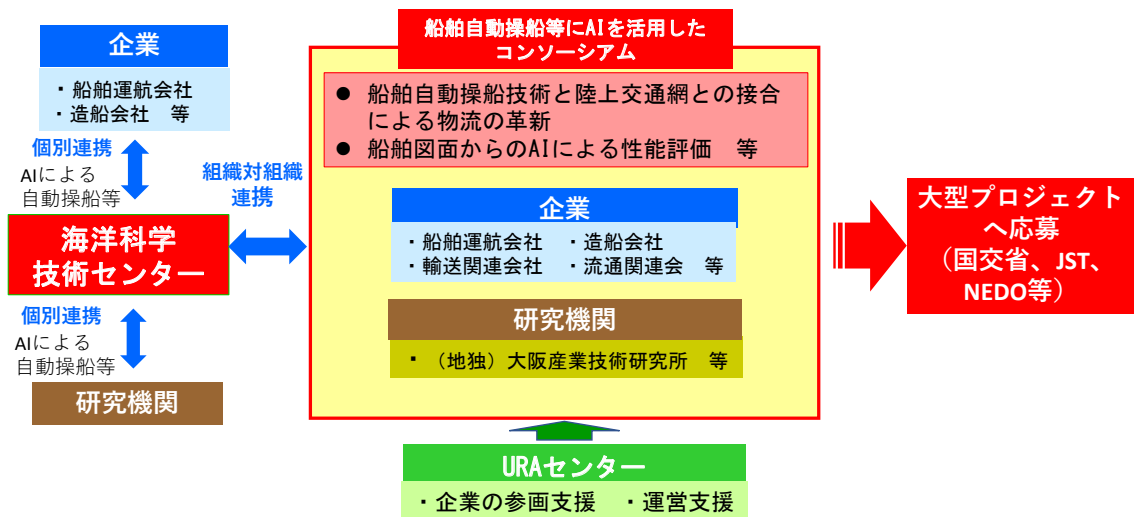 企業
・船舶運航会社
・造船会社　等
個別連携
AIによる
自動操船等
海洋科学
技術センター
個別連携
AIによる
自動操船等
研究機関
組織対組織
連携
船舶自動操船等にAIを活用した
コンソーシアム
● 船舶自動操船技術と陸上交通網との接合
による物流の革新
● 船舶図面からのAIによる性能評価　等
企業
・船舶運航会社　・造船会社
・輸送関連会社　・流通関連会　等
研究機関
・（地独）大阪産業技術研究所　等
URAセンター
・企業の参画支援　・運営支援
大型プロジェクト
へ応募
（国交省、JST、
NEDO等）